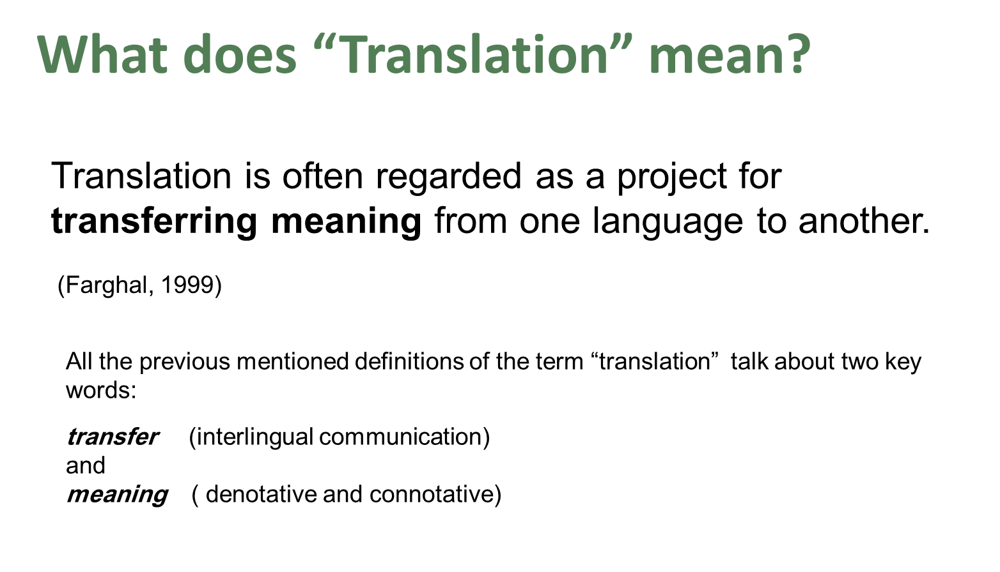 What does “Translation” mean?
Translation is often regarded as a project for
transferring meaning from one language to another.
(Farghal, 1999)
All the previous mentioned definitions of the term “translation”  talk about two key
words:
transfer (interlingual communication)
and
meaning ( denotative and connotative)